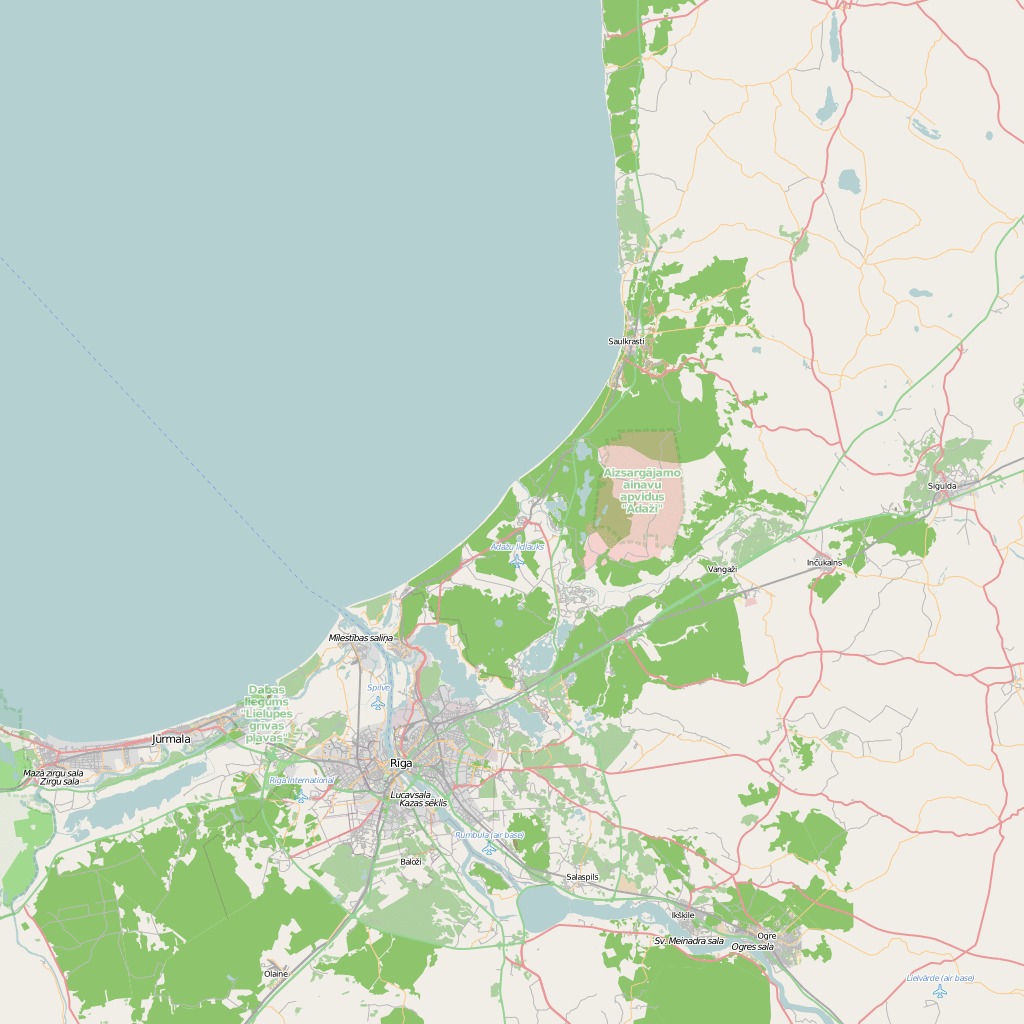 Saulkrasti
Aizsargājamo
ainavu
apvidus
"Ādaži"
Sigulda
Ādažu lidlauks
Inčukalns
Vangaži
Mīlestības saliņa
Spilve
Dabas
liegums
"Lielupes
grīvas
pļavas"
Jūrmala
Rīga
Mazā zirgu sala
Zirgu sala
Riga International
Lucavsala
Kazas sēklis
Rumbula (air base)
Baloži
Salaspils
Ikšķile
Ogre
Sv. Meinarda sala
Ogres sala
Olaine
Lielvārde (air base)